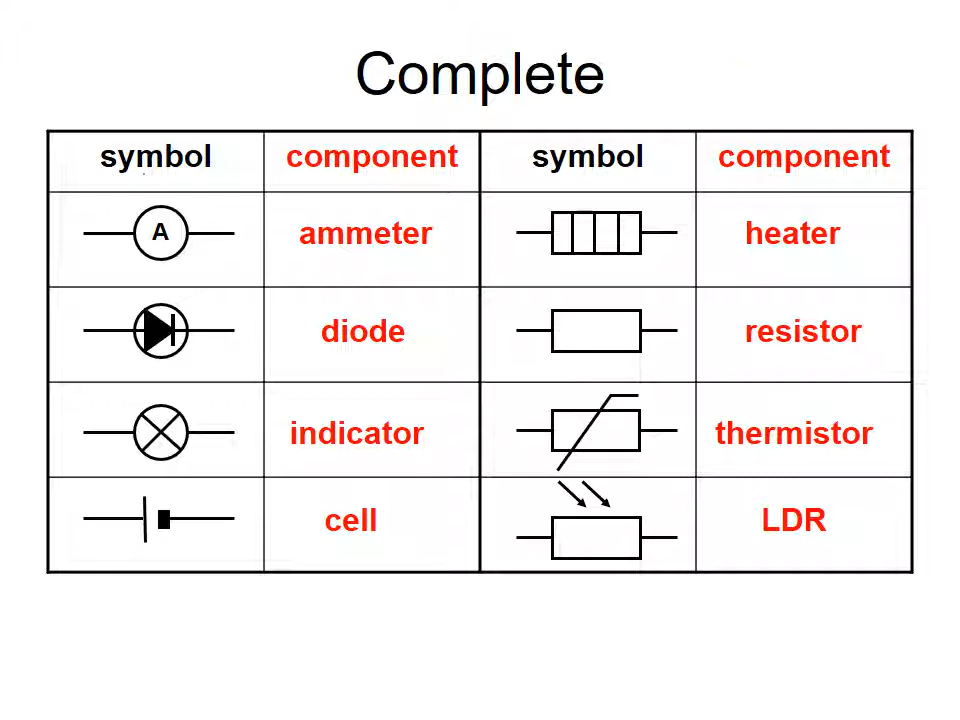 Complete
symbol component symbol component
A ammeter heater
diode resistor
indicator thermistor
cell LDR